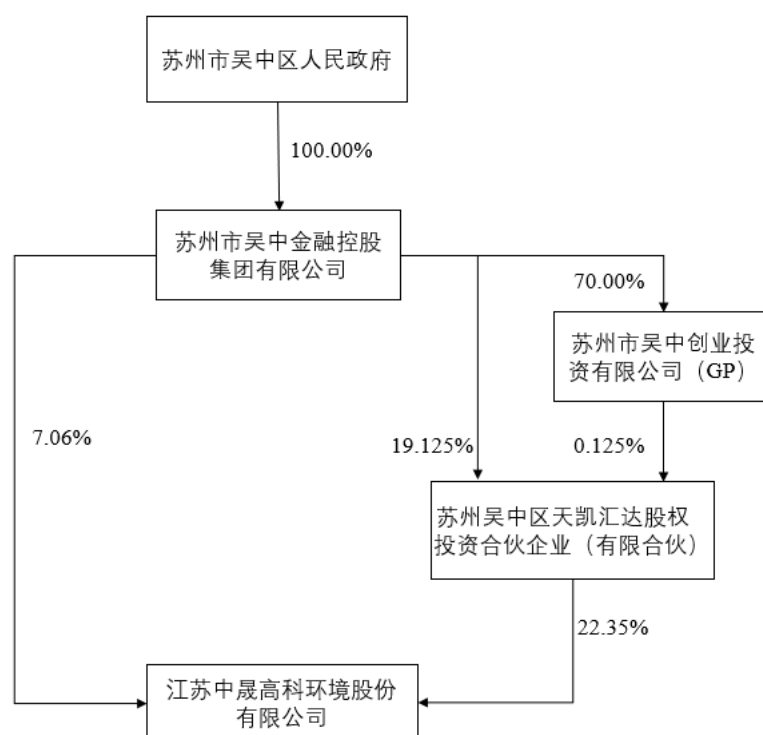 苏州市吴中区人民政府
100.00%
苏州市吴中金融控股
集团有限公司
70.00%
苏州市吴中创业投
资有限公司（GP）
7.06%
19.125%
0.125%
苏州吴中区天凯汇达股权
投资合伙企业（有限合伙）
22.35%
江苏中晟高科环境股份
有限公司